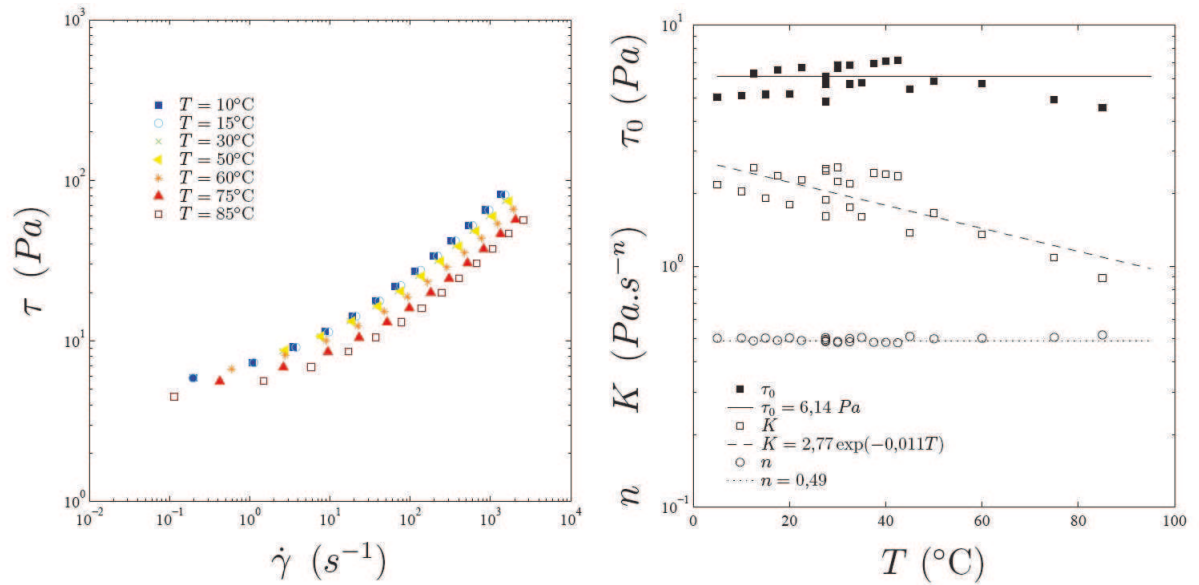 10³
10²
10¹
10⁰
10⁻²
10⁻¹
10⁰
10¹
10²
10³
10⁴
τ (Pa)
γ̇ (s⁻¹)
T = 10°C
T = 15°C
T = 30°C
T = 50°C
T = 60°C
T = 75°C
T = 85°C
10¹
10⁰
10⁻¹
0
20
40
60
80
100
n K (Pa.s⁻ⁿ) τ₀ (Pa)
T (°C)
τ₀
τ₀ = 6,14 Pa
K
K = 2,77 exp(−0,011T)
n
n = 0,49